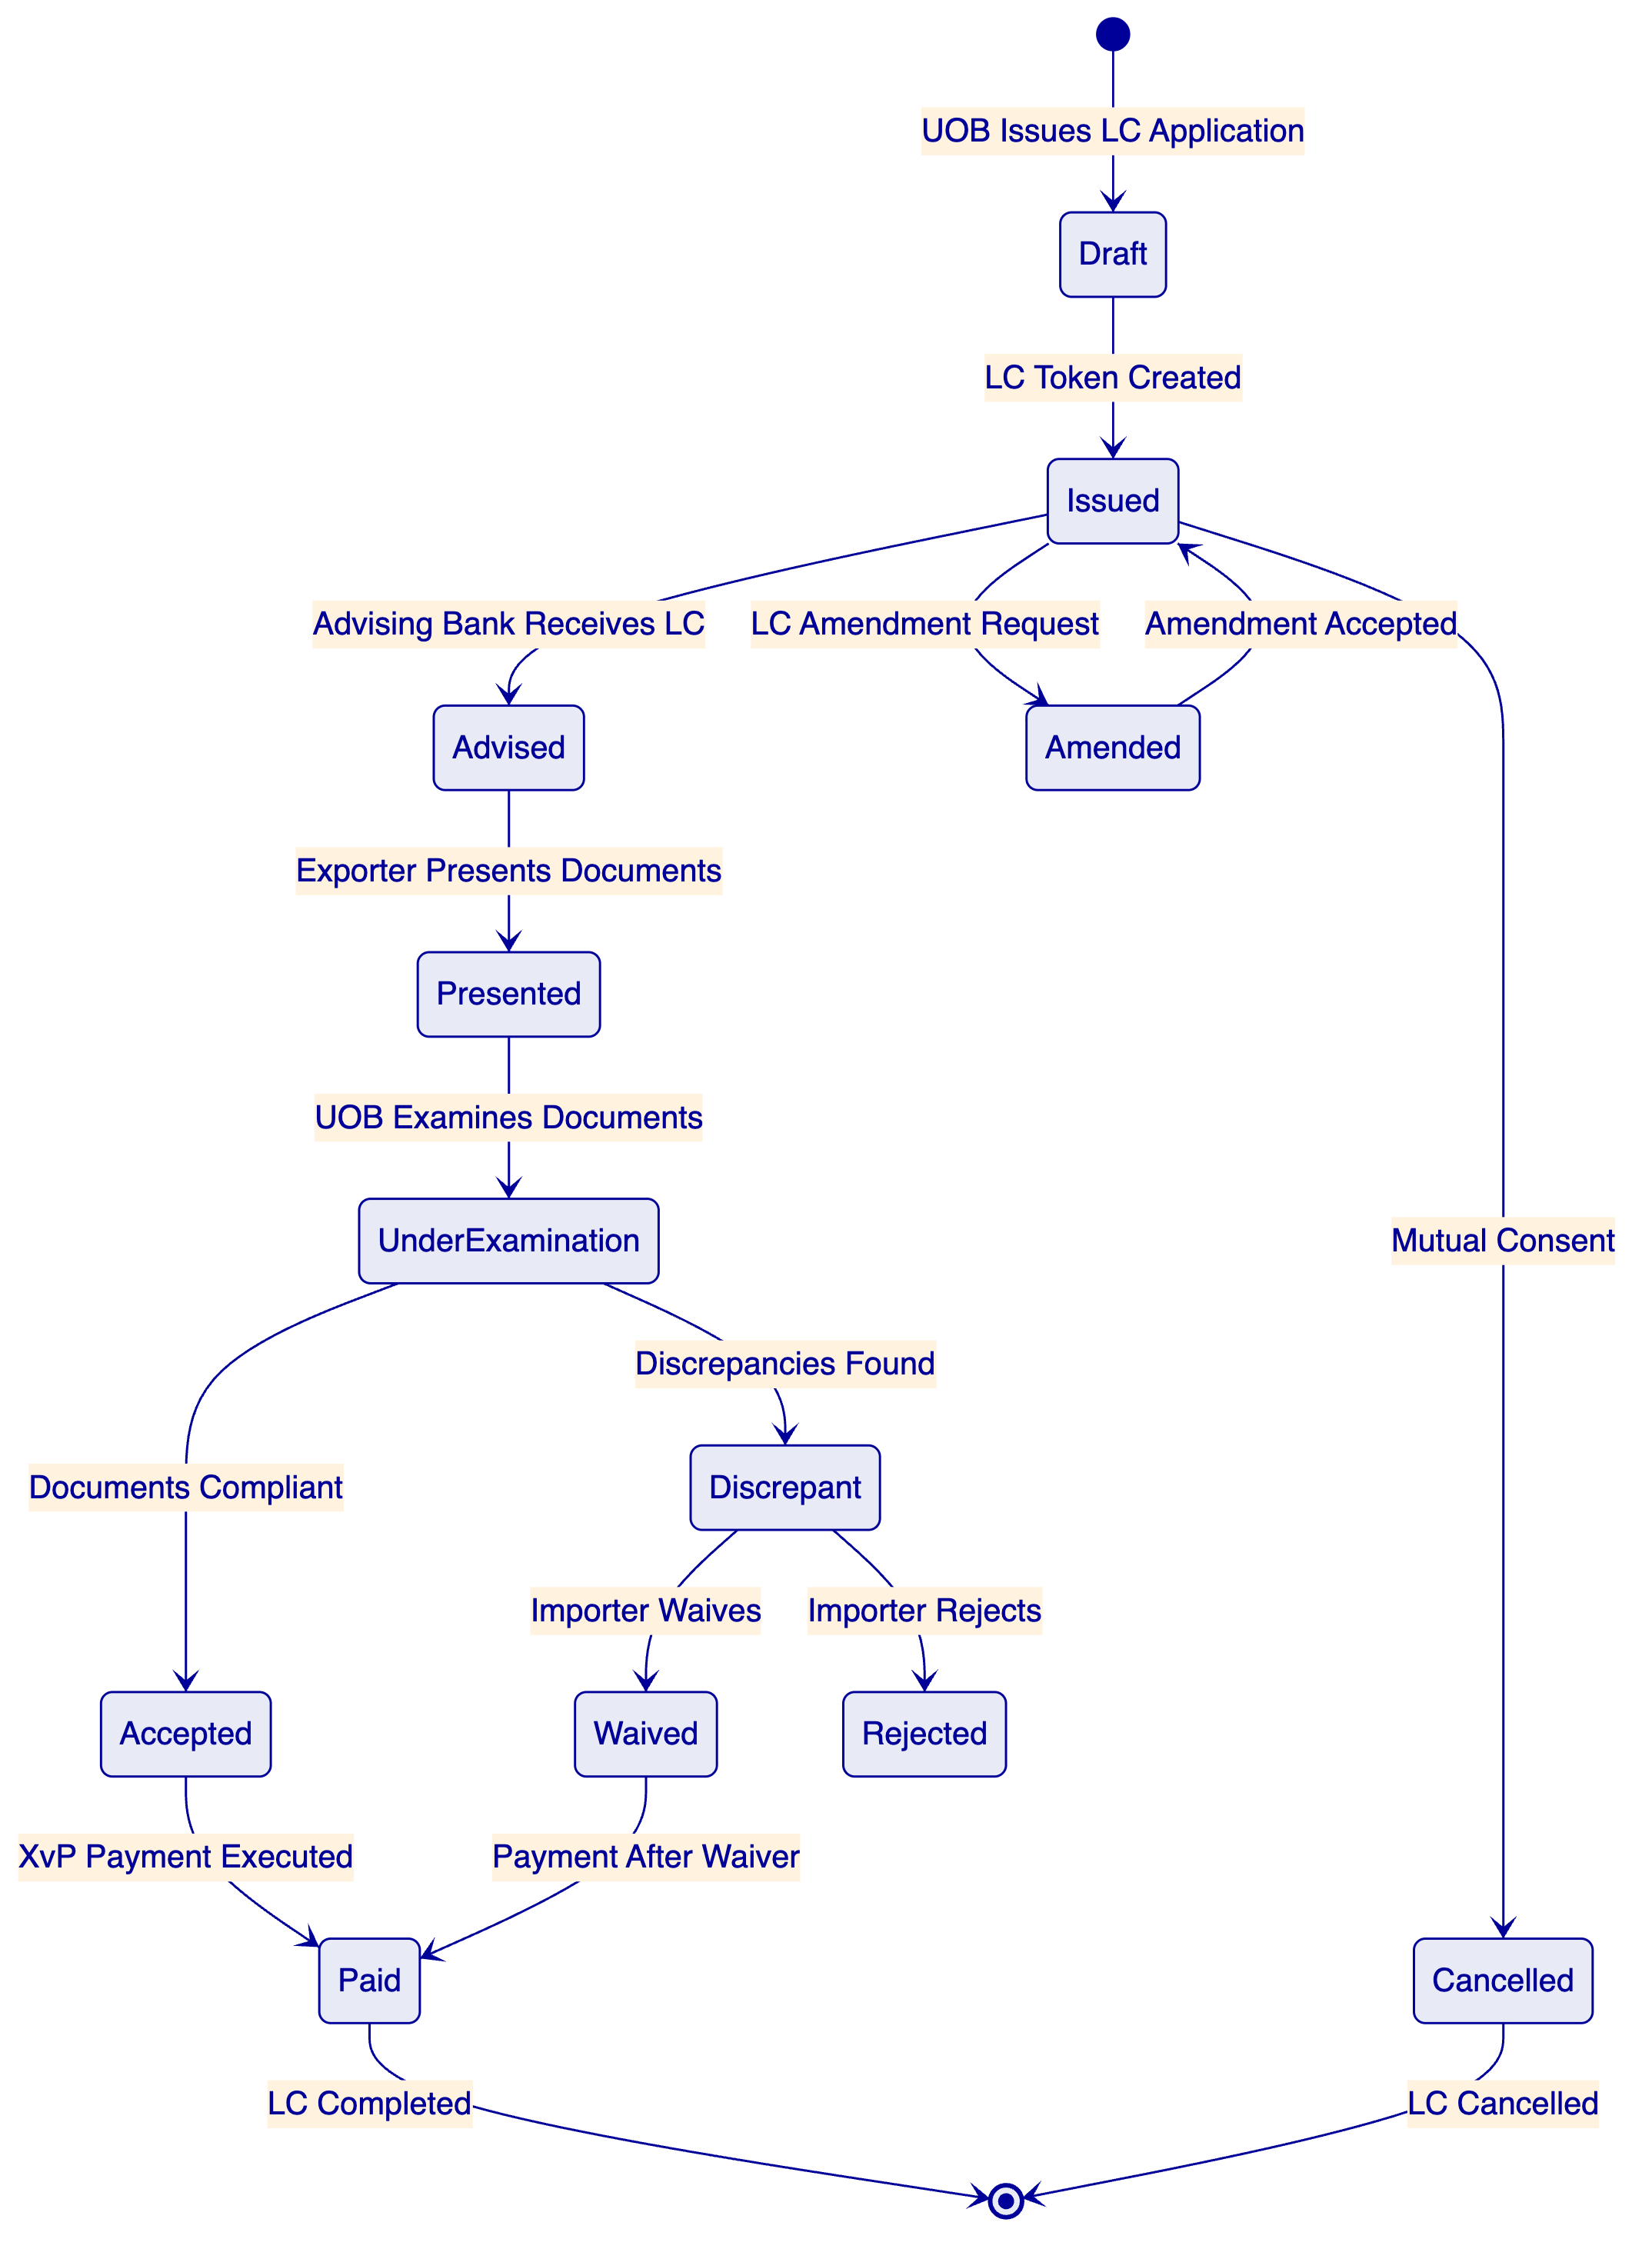 UOB Issues LC Application
Draft
LC Token Created
Issued
Advising Bank Receives LC
LC Amendment Request
Amendment Accepted
Advised
Amended
Exporter Presents Documents
Presented
UOB Examines Documents
UnderExamination
Mutual Consent
Discrepancies Found
Documents Compliant
Discrepant
Importer Waives
Importer Rejects
Accepted
Waived
Rejected
XvP Payment Executed
Payment After Waiver
Paid
Cancelled
LC Completed
LC Cancelled